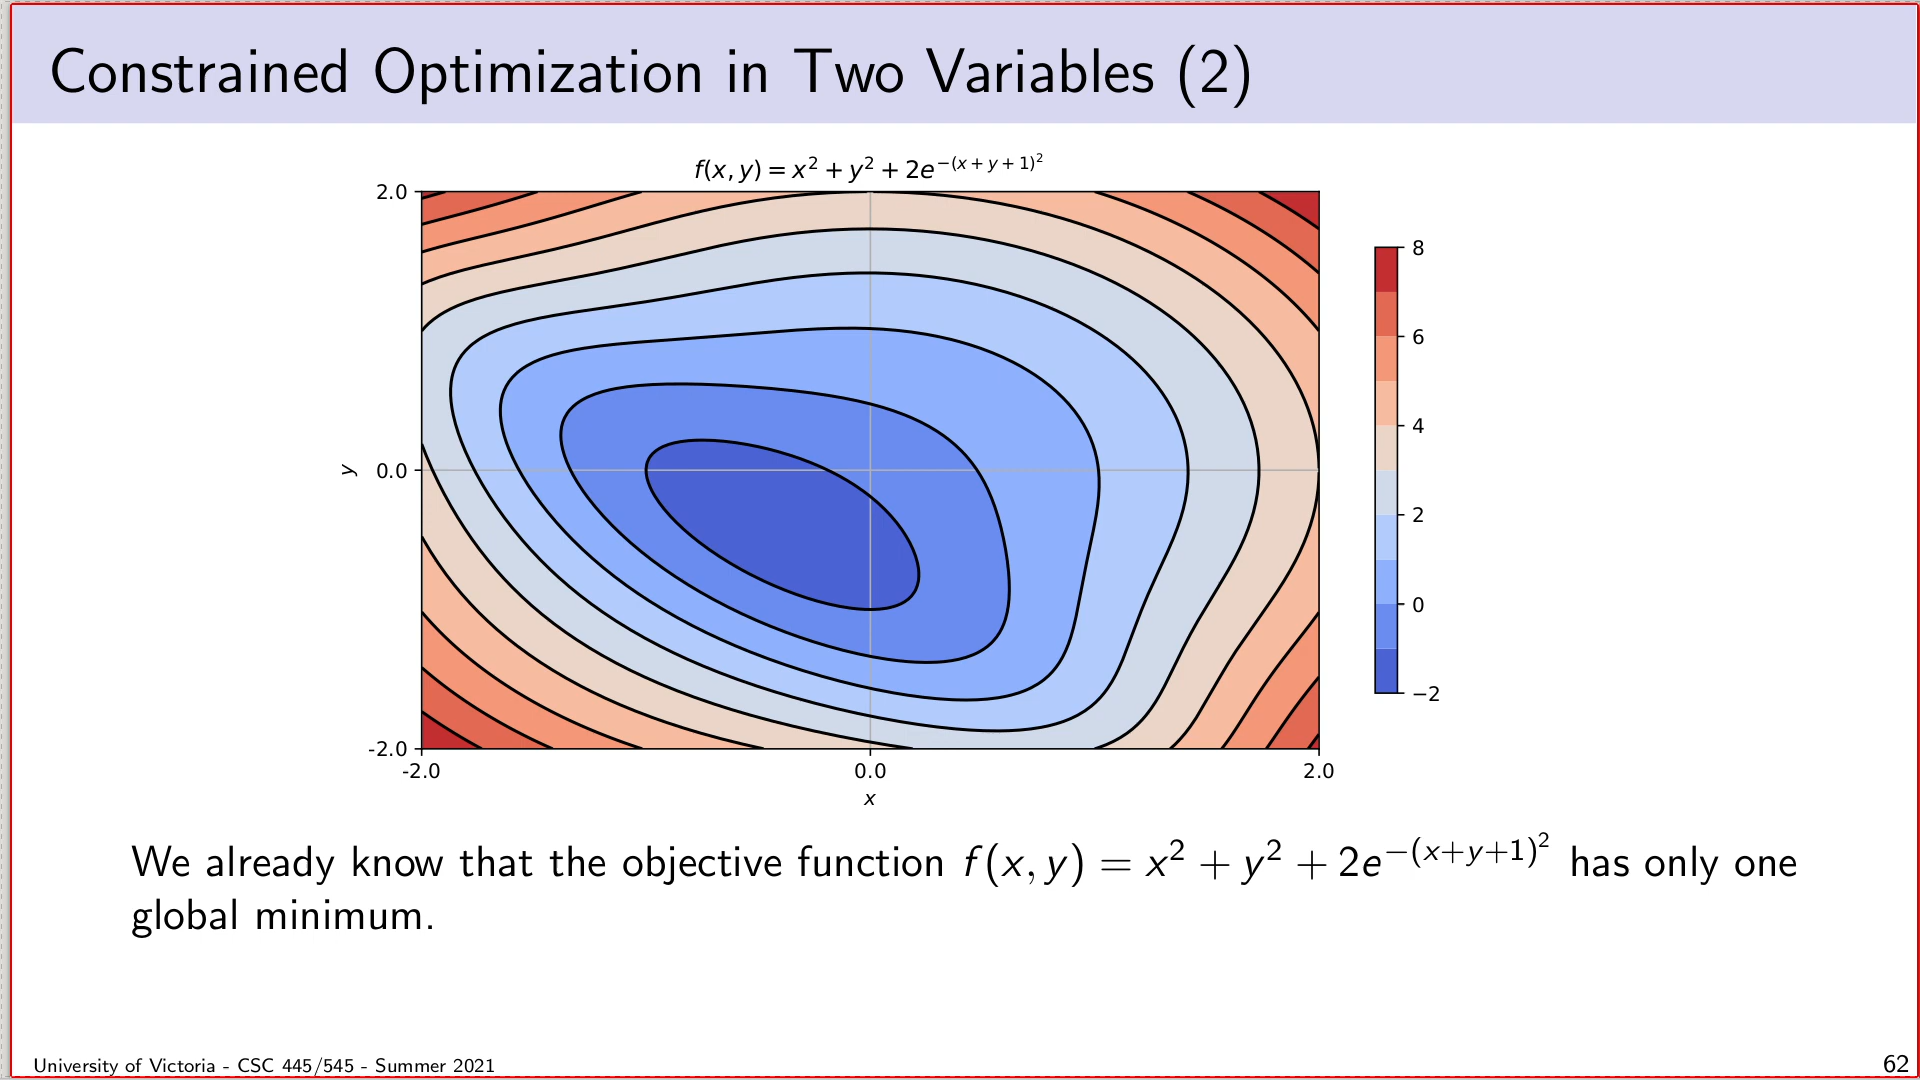 Constrained Optimization in Two Variables (2)
f(x, y) = x² + y² + 2e^{−(x + y + 1)²}
2.0
0.0
-2.0
y
-2.0
0.0
2.0
x
8
6
4
2
0
−2
We already know that the objective function f(x, y) = x² + y² + 2e^{−(x+y+1)²} has only one
global minimum.
University of Victoria - CSC 445/545 - Summer 2021
62